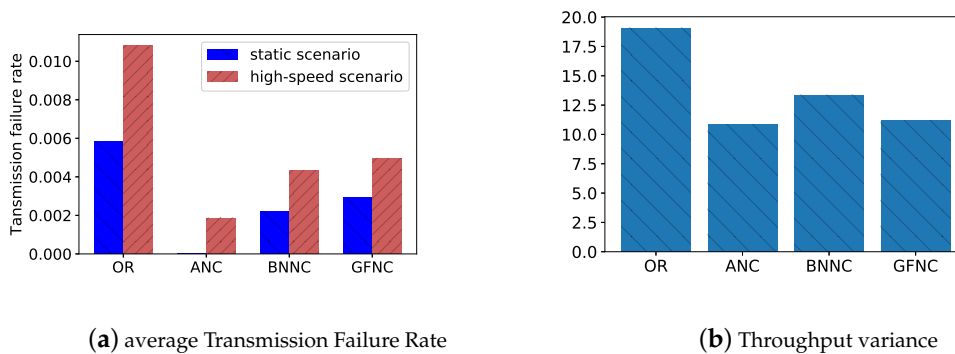 Tansmission failure rate
0.010
0.008
0.006
0.004
0.002
0.000
static scenario
high-speed scenario
OR ANC BNNC GFNC
(a) average Transmission Failure Rate
20.0
17.5
15.0
12.5
10.0
7.5
5.0
2.5
0.0
OR ANC BNNC GFNC
(b) Throughput variance